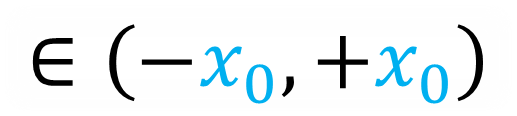 ∈ (−x₀, +x₀)